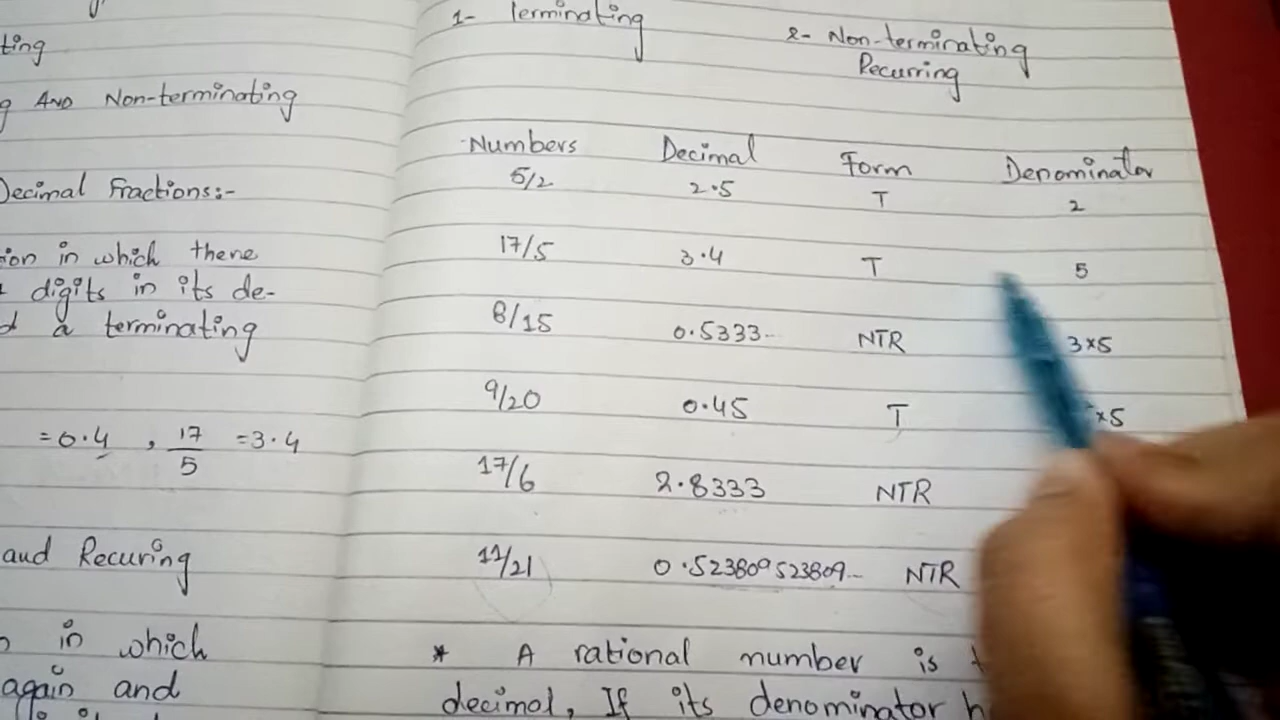 ting
g AND Non-terminating
Decimal Fractions:-
ion in which there
digits in its de-
d a terminating
=0.4 , 17/5 =3.4
and Recuring
in which
again and
1- Terminating
2- Non-terminating
Recurring
Numbers Decimal Form Denominator
5/2 2.5 T 2
17/5 3.4 T 5
8/15 0.5333.. NTR 3×5
9/20 0.45 T ×5
17/6 2.8333 NTR
11/21 0.523809523809.. NTR
* A rational number is
decimal, If its denominator